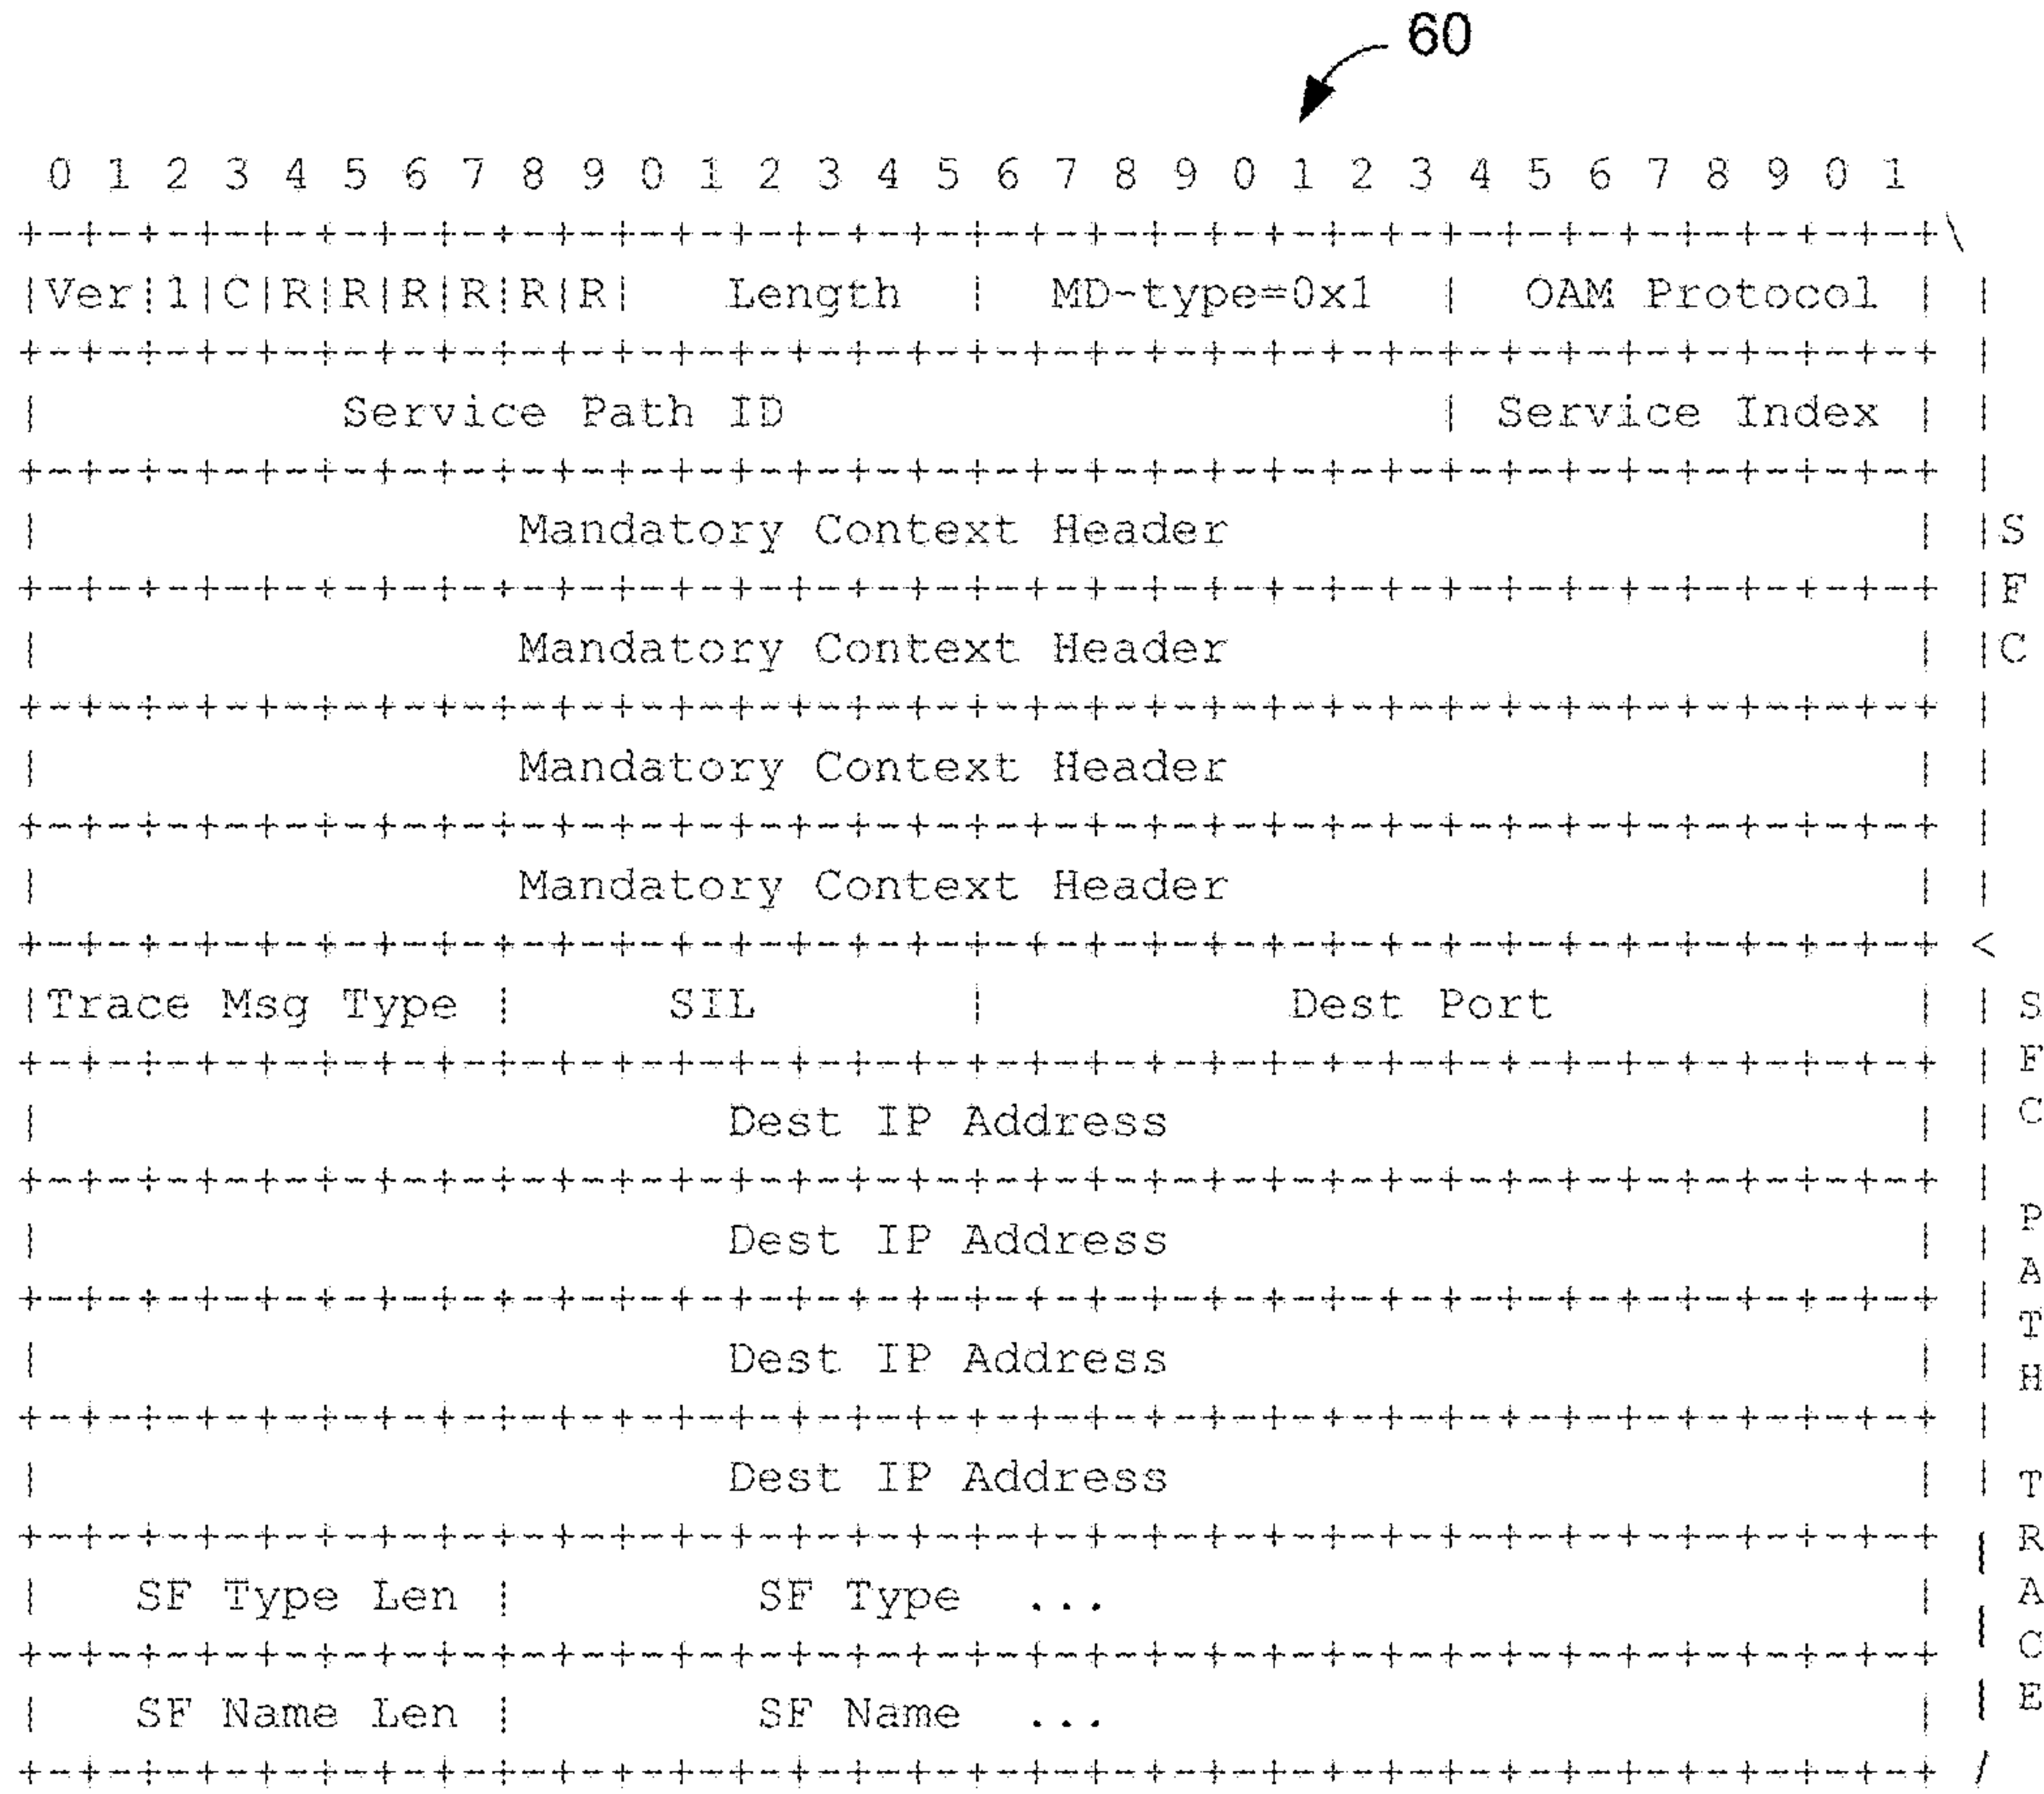 60
0 1 2 3 4 5 6 7 8 9 0 1 2 3 4 5 6 7 8 9 0 1 2 3 4 5 6 7 8 9 0 1
+-+-+-+-+-+-+-+-+-+-+-+-+-+-+-+-+-+-+-+-+-+-+-+-+-+-+-+-+-+-+-+-+\
|Ver|1|C|R|R|R|R|R|R|   Length  |  MD-type=0x1  |  OAM Protocol | |
+-+-+-+-+-+-+-+-+-+-+-+-+-+-+-+-+-+-+-+-+-+-+-+-+-+-+-+-+-+-+-+-+ |
|          Service Path ID                      | Service Index | |
+-+-+-+-+-+-+-+-+-+-+-+-+-+-+-+-+-+-+-+-+-+-+-+-+-+-+-+-+-+-+-+-+ |
|                Mandatory Context Header                       | |S
+-+-+-+-+-+-+-+-+-+-+-+-+-+-+-+-+-+-+-+-+-+-+-+-+-+-+-+-+-+-+-+-+ |F
|                Mandatory Context Header                       | |C
+-+-+-+-+-+-+-+-+-+-+-+-+-+-+-+-+-+-+-+-+-+-+-+-+-+-+-+-+-+-+-+-+ |
|                Mandatory Context Header                       | |
+-+-+-+-+-+-+-+-+-+-+-+-+-+-+-+-+-+-+-+-+-+-+-+-+-+-+-+-+-+-+-+-+ |
|                Mandatory Context Header                       | |
+-+-+-+-+-+-+-+-+-+-+-+-+-+-+-+-+-+-+-+-+-+-+-+-+-+-+-+-+-+-+-+-+ <
|Trace Msg Type |     SIL       |          Dest Port            | | S
+-+-+-+-+-+-+-+-+-+-+-+-+-+-+-+-+-+-+-+-+-+-+-+-+-+-+-+-+-+-+-+-+ | F
|                       Dest IP Address                         | | C
+-+-+-+-+-+-+-+-+-+-+-+-+-+-+-+-+-+-+-+-+-+-+-+-+-+-+-+-+-+-+-+-+ |
|                       Dest IP Address                         | | P
+-+-+-+-+-+-+-+-+-+-+-+-+-+-+-+-+-+-+-+-+-+-+-+-+-+-+-+-+-+-+-+-+ | A
|                       Dest IP Address                         | | T H
+-+-+-+-+-+-+-+-+-+-+-+-+-+-+-+-+-+-+-+-+-+-+-+-+-+-+-+-+-+-+-+-+ |
|                       Dest IP Address                         | | T
+-+-+-+-+-+-+-+-+-+-+-+-+-+-+-+-+-+-+-+-+-+-+-+-+-+-+-+-+-+-+-+-+ | R
|   SF Type Len |        SF Type  ...                           | | A
+-+-+-+-+-+-+-+-+-+-+-+-+-+-+-+-+-+-+-+-+-+-+-+-+-+-+-+-+-+-+-+-+ | C
|   SF Name Len |        SF Name  ...                           | | E
+-+-+-+-+-+-+-+-+-+-+-+-+-+-+-+-+-+-+-+-+-+-+-+-+-+-+-+-+-+-+-+-+ /